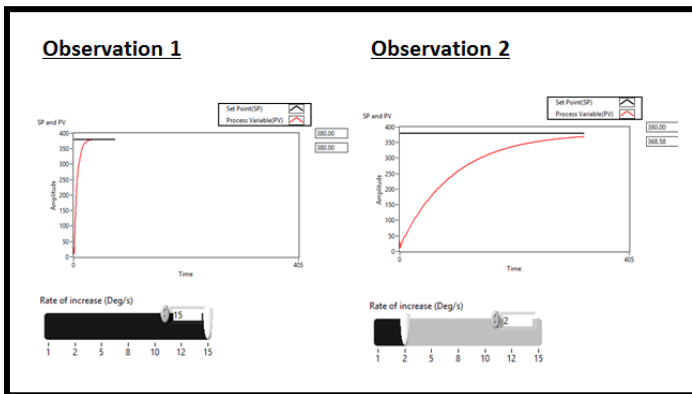 Observation 1
Set Point(SP)
Process Variable(PV)
SP and PV
380.00
380.00
400
350
300
250
200
150
100
50
0
Amplitude
0
405
Time
Rate of increase (Deg/s)
15
1 2 5 8 10 12 15
Observation 2
Set Point(SP)
Process Variable(PV)
SP and PV
380.00
368.58
400
350
300
250
200
150
100
50
0
Amplitude
0
405
Time
Rate of increase (Deg/s)
2
1 2 5 8 10 12 15